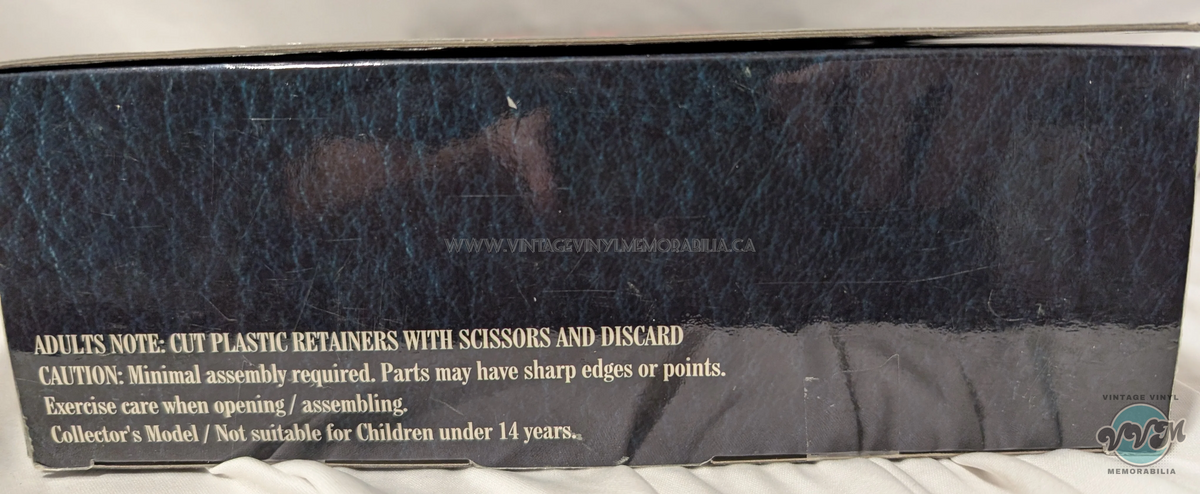 WWW.VINTAGEVINYLMEMORABILIA.CA
ADULTS NOTE: CUT PLASTIC RETAINERS WITH SCISSORS AND DISCARD
CAUTION: Minimal assembly required. Parts may have sharp edges or points.
Exercise care when opening / assembling.
Collector's Model / Not suitable for Children under 14 years.
VINTAGE VINYL
VVM
MEMORABILIA